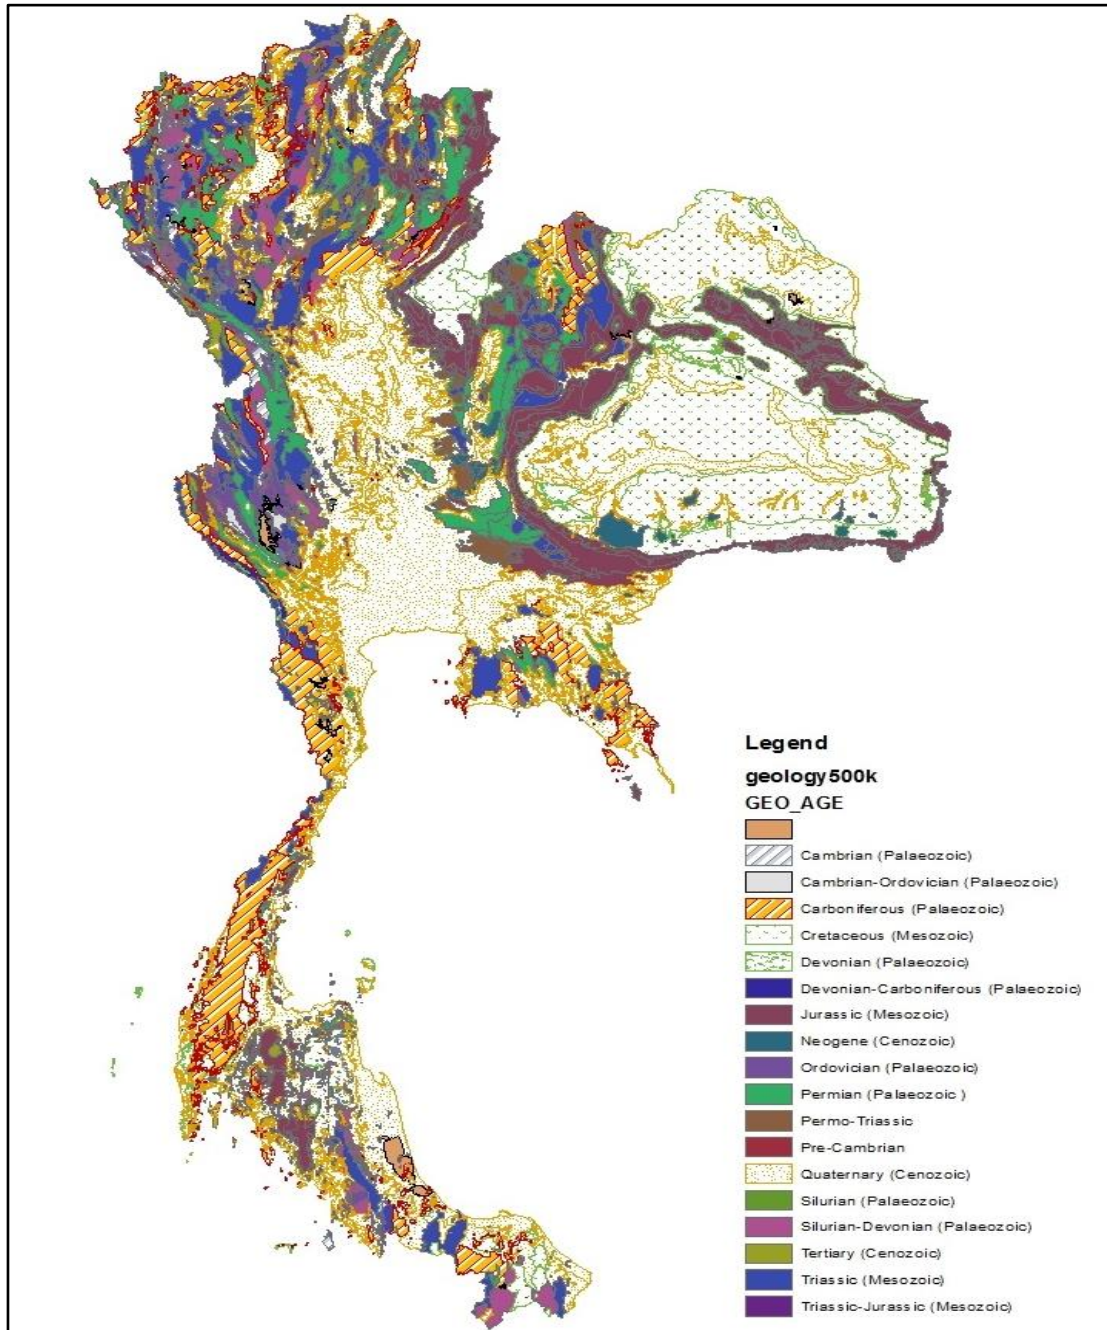 Legend
geology500k
GEO_AGE
Cambrian (Palaeozoic)
Cambrian-Ordovician (Palaeozoic)
Carboniferous (Palaeozoic)
Cretaceous (Mesozoic)
Devonian (Palaeozoic)
Devonian-Carboniferous (Palaeozoic)
Jurassic (Mesozoic)
Neogene (Cenozoic)
Ordovician (Palaeozoic)
Permian (Palaeozoic )
Permo-Triassic
Pre-Cambrian
Quaternary (Cenozoic)
Silurian (Palaeozoic)
Silurian-Devonian (Palaeozoic)
Tertiary (Cenozoic)
Triassic (Mesozoic)
Triassic-Jurassic (Mesozoic)